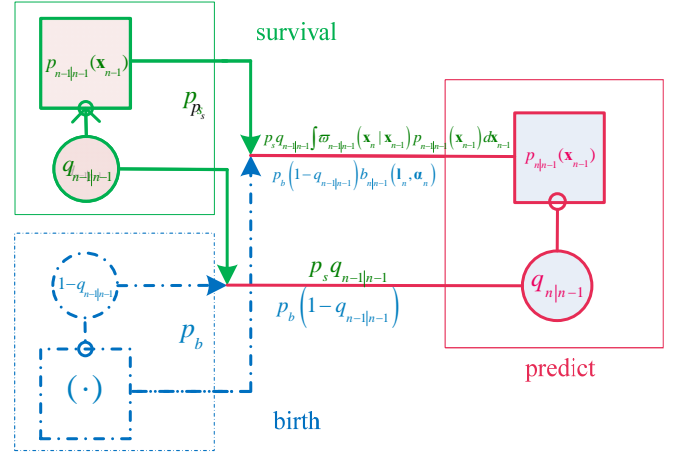 survival
p_{n-1|n-1}(𝐱_{n-1})
p_s
q_{n-1|n-1}
p_s q_{n-1|n-1} ∫ ϖ_{n-1|n-1}(𝐱_n | 𝐱_{n-1}) p_{n-1|n-1}(𝐱_{n-1}) d𝐱_{n-1}
p_b (1-q_{n-1|n-1}) b_{n|n-1}(𝐥_n, 𝛂_n)
p_{n|n-1}(𝐱_{n-1})
1-q_{n-1|n-1}
p_s q_{n-1|n-1}
p_b (1-q_{n-1|n-1})
q_{n|n-1}
p_b
(·)
predict
birth